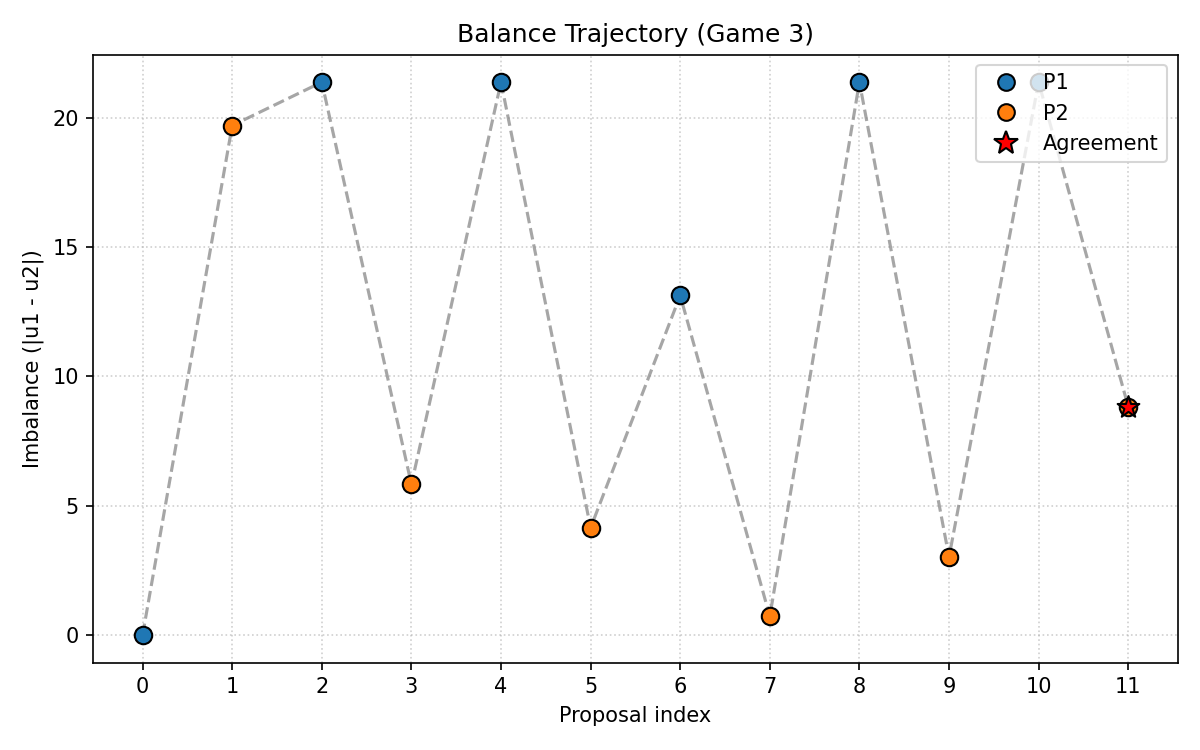 Balance Trajectory (Game 3)
Imbalance (|u1 - u2|)
20
15
10
5
0
P1
P2
Agreement
0 1 2 3 4 5 6 7 8 9 10 11
Proposal index